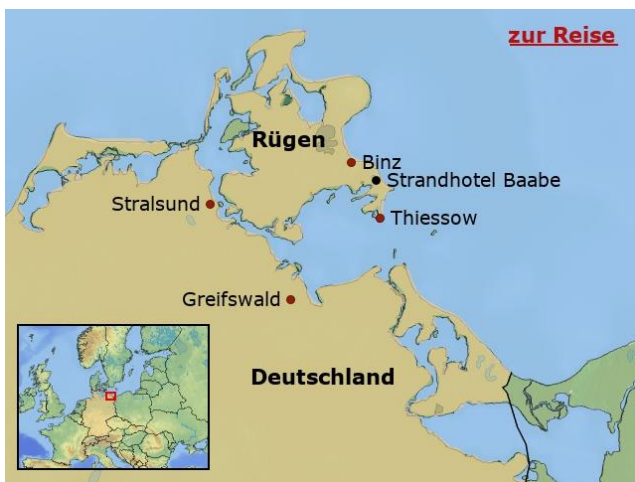 zur Reise
Rügen
Binz
Strandhotel Baabe
Stralsund
Thiessow
Greifswald
Deutschland